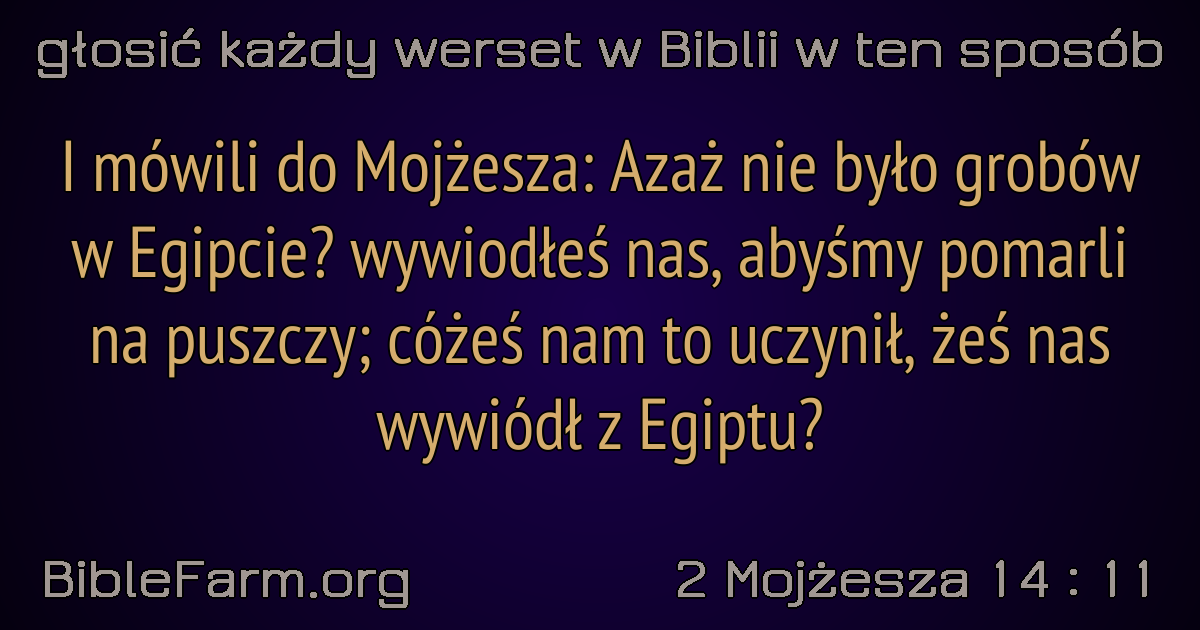 głosić każdy werset w Biblii w ten sposób
I mówili do Mojżesza: Azaż nie było grobów
w Egipcie? wywiodłeś nas, abyśmy pomarli
na puszczy; cóżeś nam to uczynił, żeś nas
wywiódł z Egiptu?
BibleFarm.org
2 Mojżesza 14 : 11